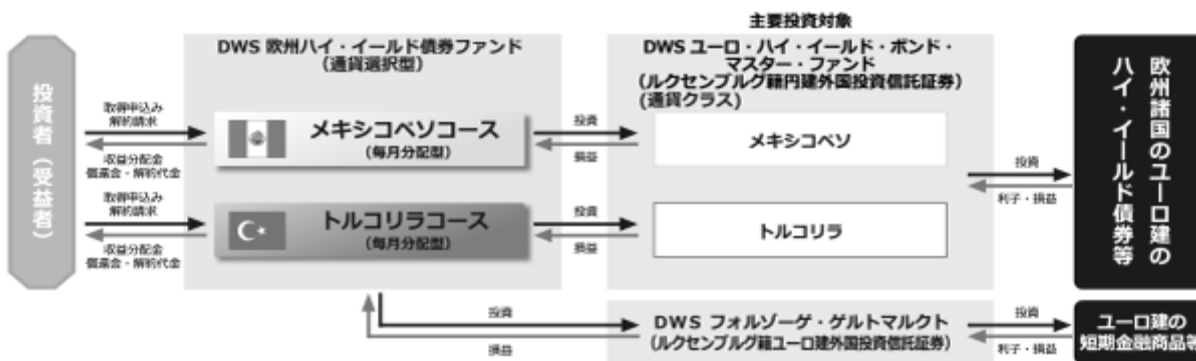 主要投資対象
投資者（受益者）
取得申込み
解約請求
収益分配金
償還金・解約代金
取得申込み
解約請求
収益分配金
償還金・解約代金
DWS 欧州ハイ・イールド債券ファンド
（通貨選択型）
メキシコペソコース
（毎月分配型）
トルコリラコース
（毎月分配型）
投資
損益
投資
損益
DWS ユーロ・ハイ・イールド・ボンド・
マスター・ファンド
（ルクセンブルグ籍円建外国投資信託証券）
（通貨クラス）
メキシコペソ
トルコリラ
投資
利子・損益
欧州諸国のユーロ建の
ハイ・イールド債券等
投資
損益
DWS フォルゾーゲ・ゲルトマルクト
（ルクセンブルグ籍ユーロ建外国投資信託証券）
投資
利子・損益
ユーロ建の
短期金融商品等